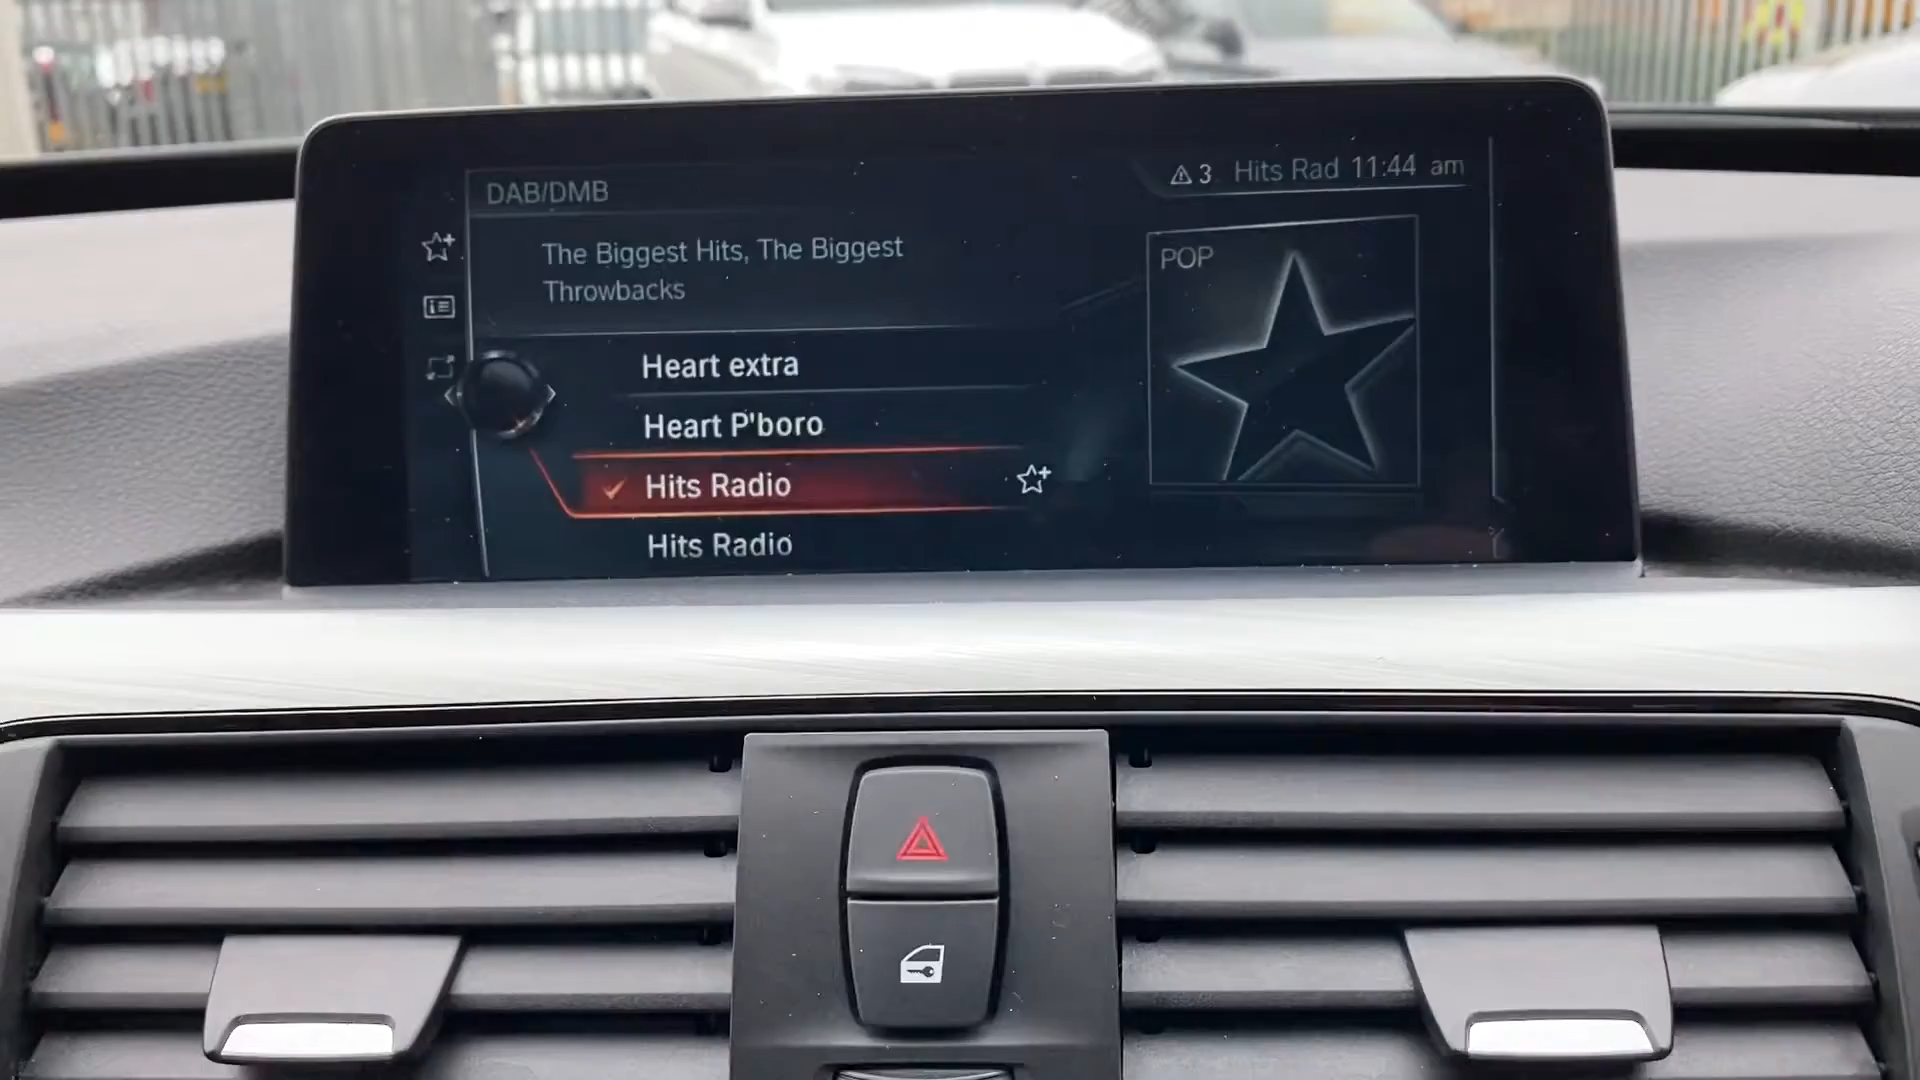 DAB/DMB
3 Hits Rad 11:44 am
The Biggest Hits, The Biggest
Throwbacks
POP
Heart extra
Heart P'boro
Hits Radio
Hits Radio